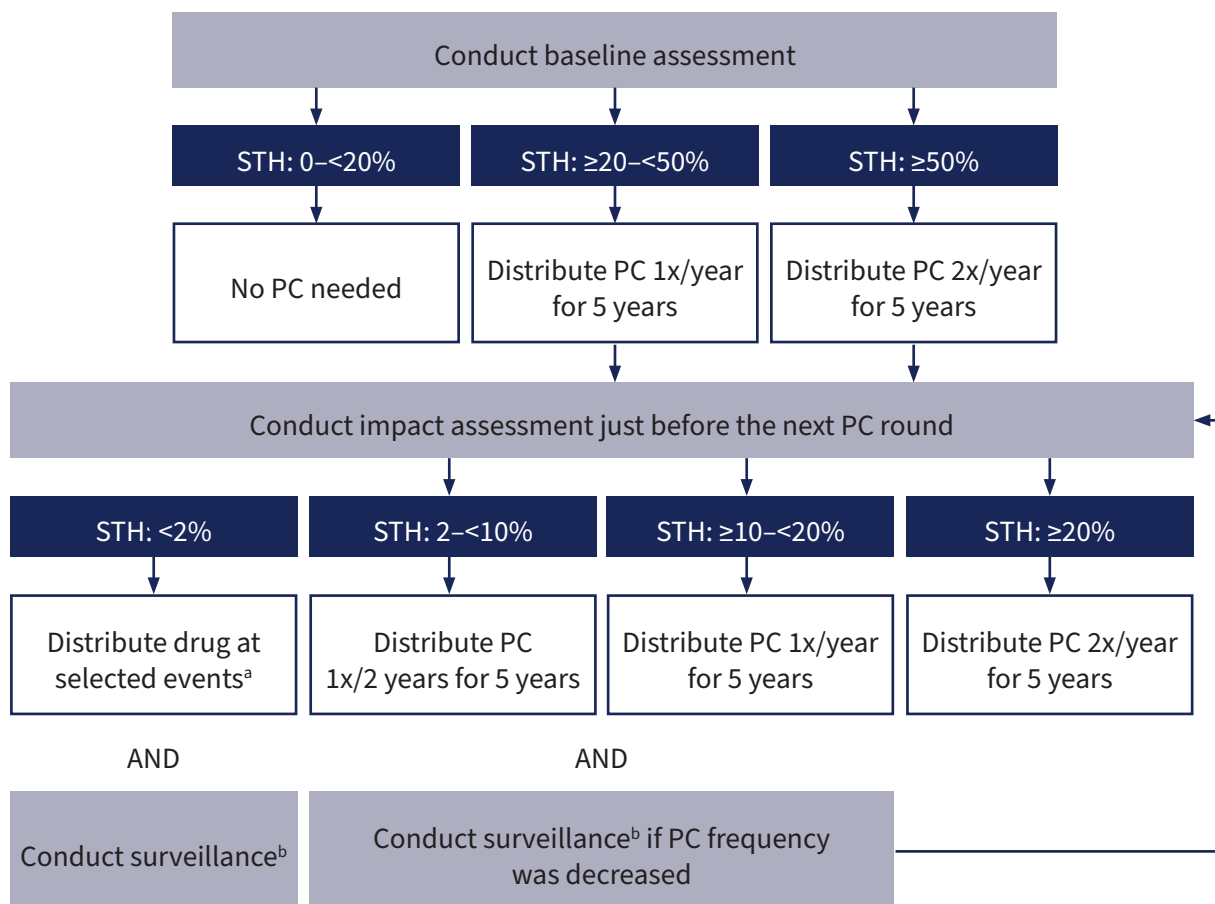 Conduct baseline assessment
STH: 0–<20%
STH: ≥20–<50%
STH: ≥50%
No PC needed
Distribute PC 1x/year
for 5 years
Distribute PC 2x/year
for 5 years
Conduct impact assessment just before the next PC round
STH: <2%
STH: 2–<10%
STH: ≥10–<20%
STH: ≥20%
Distribute drug at
selected eventsᵃ
Distribute PC
1x/2 years for 5 years
Distribute PC 1x/year
for 5 years
Distribute PC 2x/year
for 5 years
AND
AND
Conduct surveillanceᵇ
Conduct surveillanceᵇ if PC frequency
was decreased